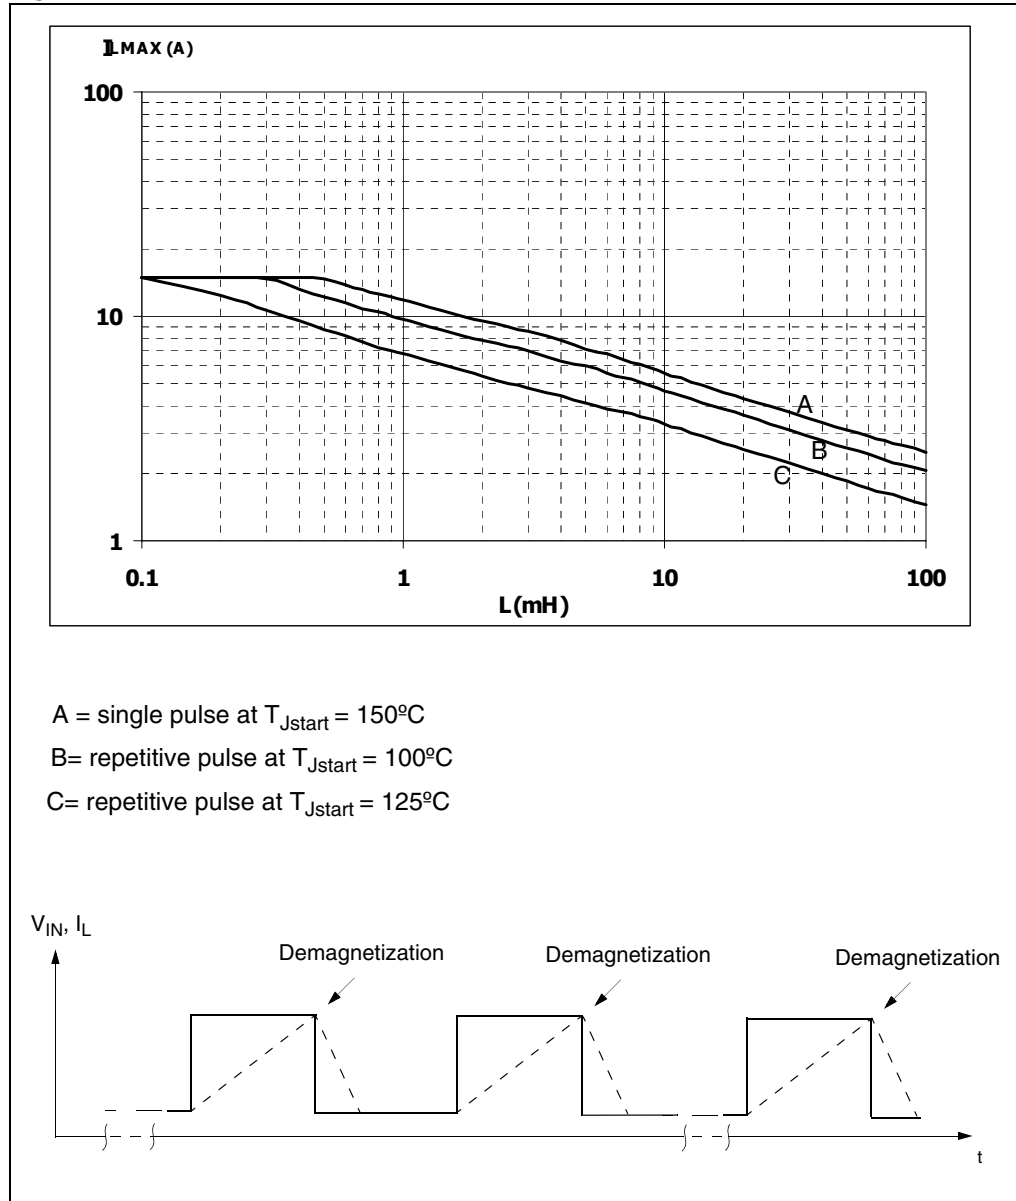 ILMAX (A)
100
10
1
0.1
1
10
100
L(mH)
A
B
C
A = single pulse at TJstart = 150ºC
B= repetitive pulse at TJstart = 100ºC
C= repetitive pulse at TJstart = 125ºC
VIN, IL
Demagnetization
Demagnetization
Demagnetization
t